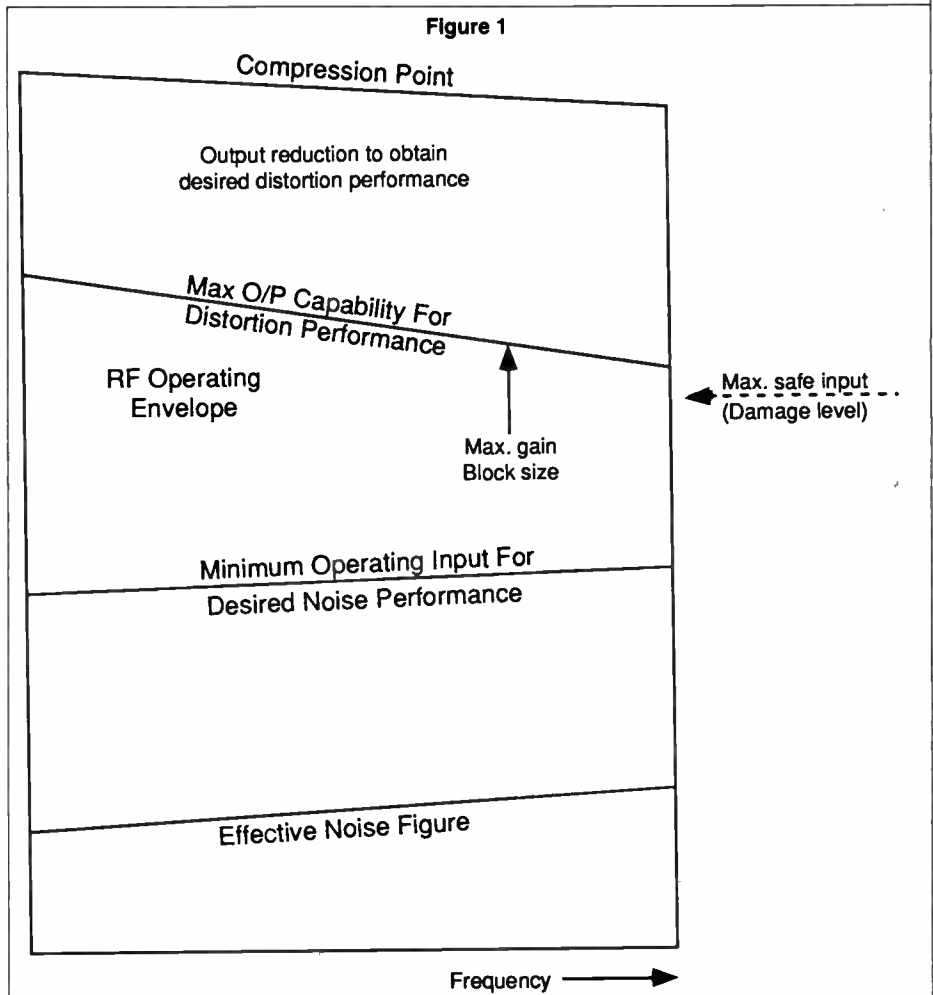 Figure 1
Compression Point
Output reduction to obtain
desired distortion performance
Max O/P Capability For
Distortion Performance
RF Operating
Envelope
Max. safe input
(Damage level)
Max. gain
Block size
Minimum Operating Input For
Desired Noise Performance
Effective Noise Figure
Frequency